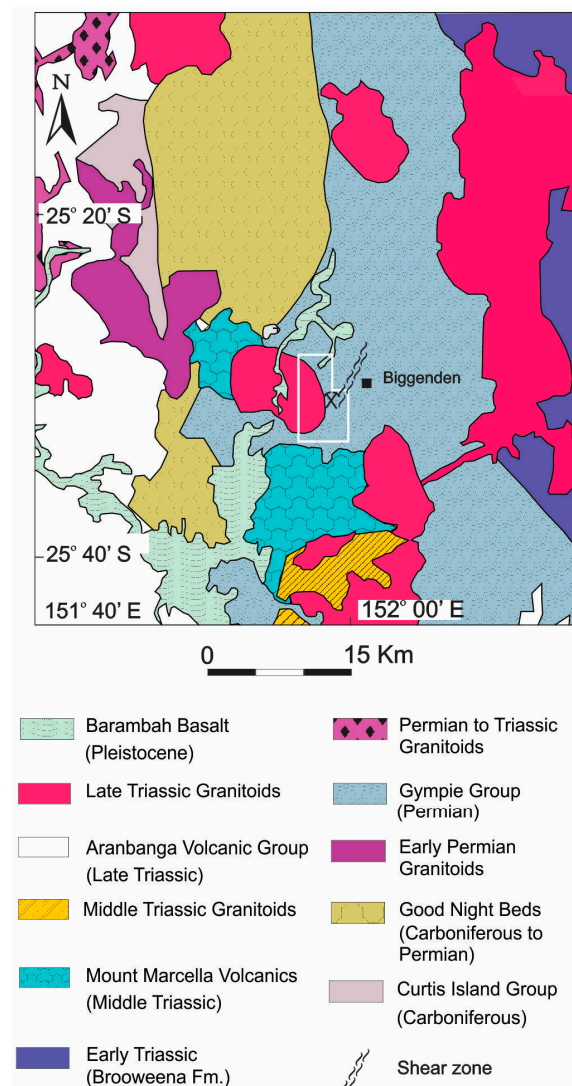 N
25° 20' S
X
Biggenden
25° 40' S
151° 40' E
152° 00' E
0 15 Km
Barambah Basalt
(Pleistocene)
Late Triassic Granitoids
Aranbanga Volcanic Group
(Late Triassic)
Middle Triassic Granitoids
Mount Marcella Volcanics
(Middle Triassic)
Early Triassic
(Brooweena Fm.)
Permian to Triassic
Granitoids
Gympie Group
(Permian)
Early Permian
Granitoids
Good Night Beds
(Carboniferous to
Permian)
Curtis Island Group
(Carboniferous)
Shear zone